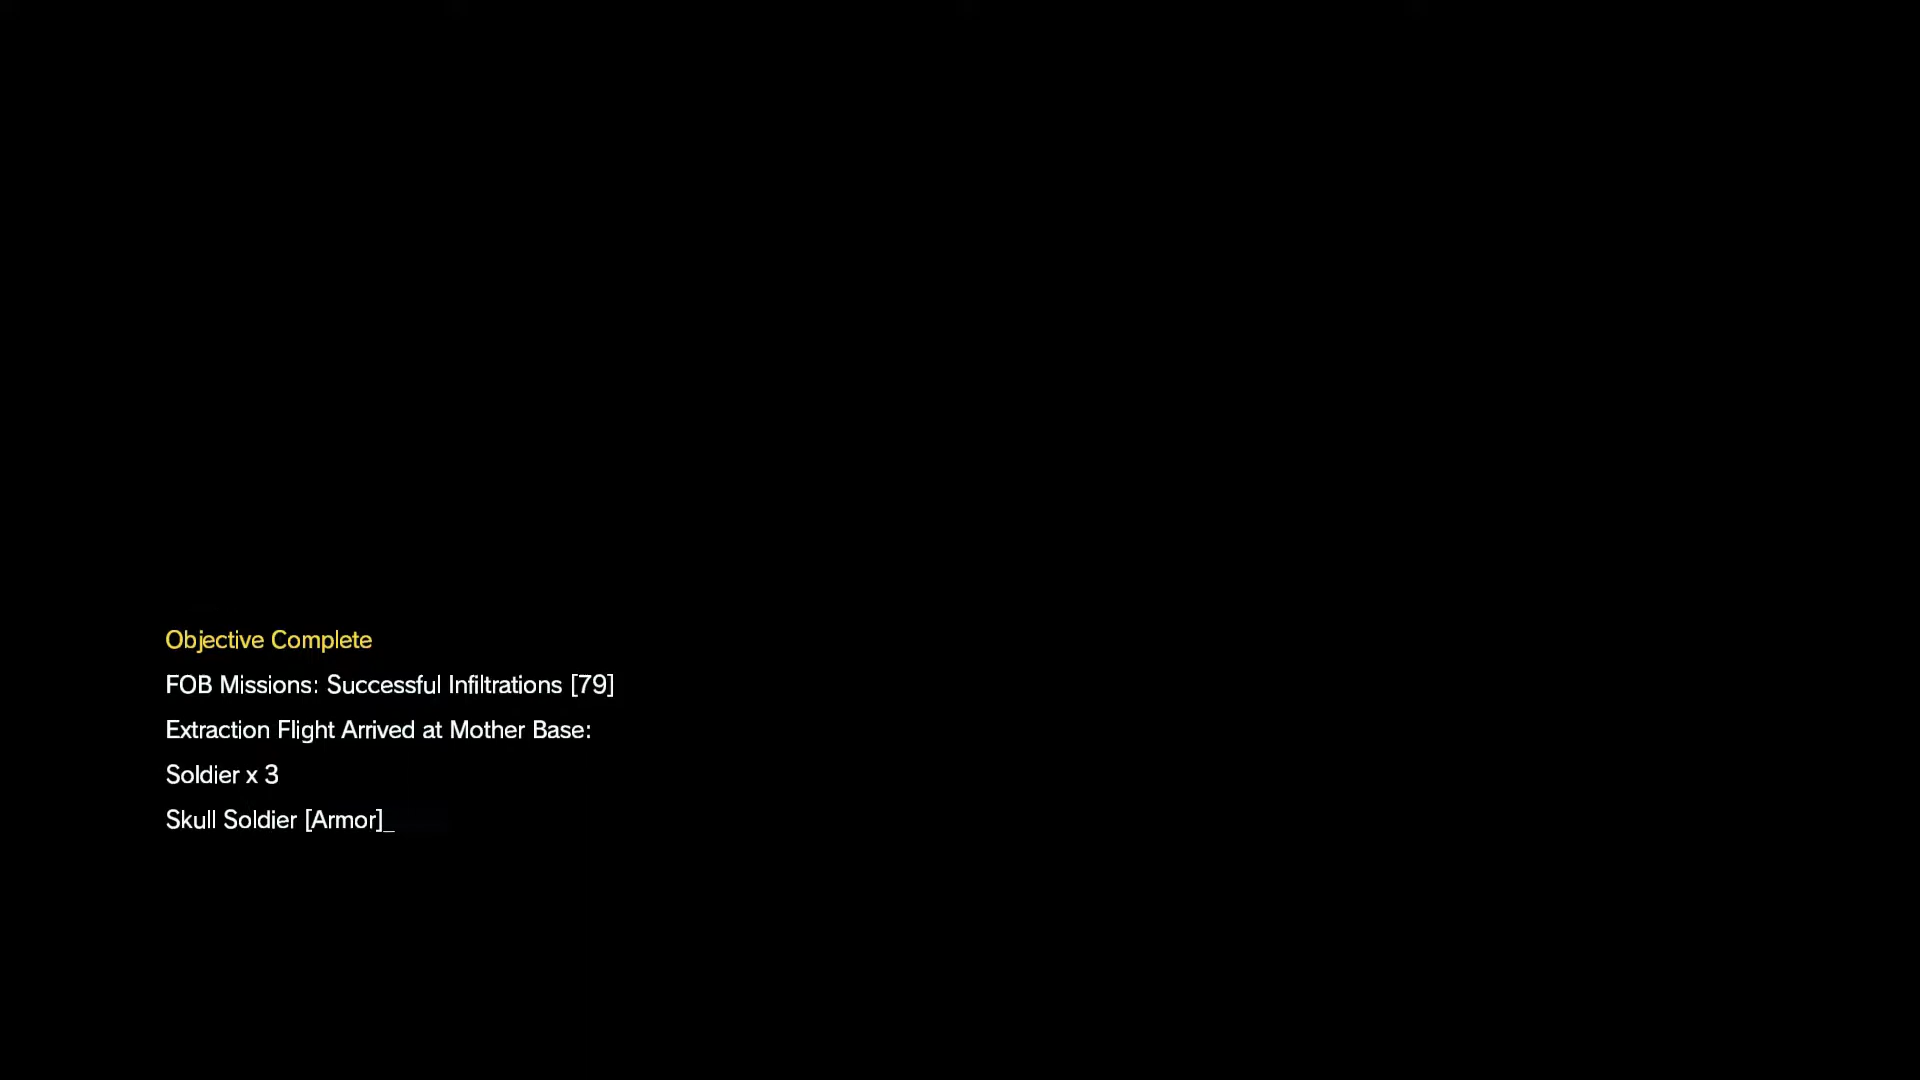 Objective Complete
FOB Missions: Successful Infiltrations [79]
Extraction Flight Arrived at Mother Base:
Soldier x 3
Skull Soldier [Armor]_